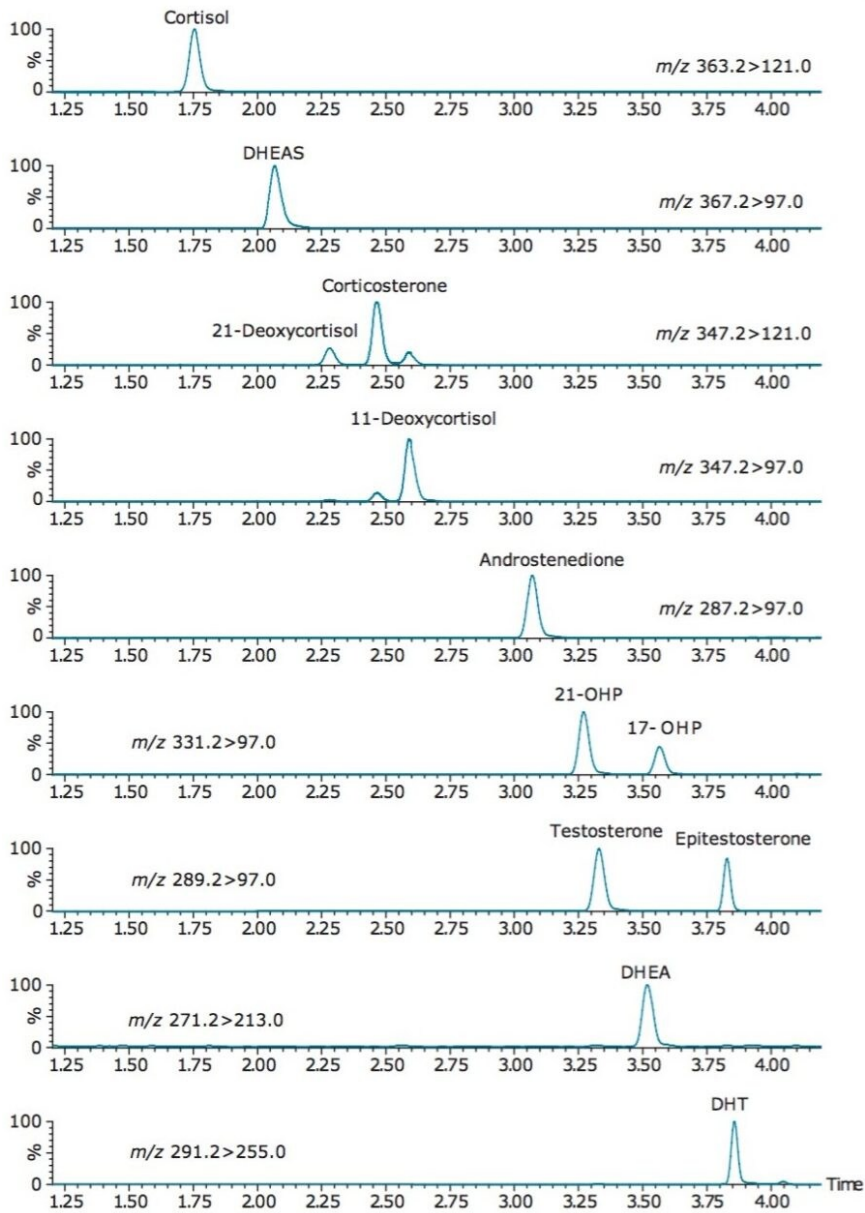 Cortisol
100
%
0
m/z 363.2>121.0
1.25 1.50 1.75 2.00 2.25 2.50 2.75 3.00 3.25 3.50 3.75 4.00
DHEAS
100
%
0
m/z 367.2>97.0
1.25 1.50 1.75 2.00 2.25 2.50 2.75 3.00 3.25 3.50 3.75 4.00
Corticosterone
100
21-Deoxycortisol
%
0
m/z 347.2>121.0
1.25 1.50 1.75 2.00 2.25 2.50 2.75 3.00 3.25 3.50 3.75 4.00
11-Deoxycortisol
100
%
0
m/z 347.2>97.0
1.25 1.50 1.75 2.00 2.25 2.50 2.75 3.00 3.25 3.50 3.75 4.00
Androstenedione
100
%
0
m/z 287.2>97.0
1.25 1.50 1.75 2.00 2.25 2.50 2.75 3.00 3.25 3.50 3.75 4.00
21-OHP
100
17- OHP
%
0
m/z 331.2>97.0
1.25 1.50 1.75 2.00 2.25 2.50 2.75 3.00 3.25 3.50 3.75 4.00
Testosterone Epitestosterone
100
%
0
m/z 289.2>97.0
1.25 1.50 1.75 2.00 2.25 2.50 2.75 3.00 3.25 3.50 3.75 4.00
DHEA
100
%
0
m/z 271.2>213.0
1.25 1.50 1.75 2.00 2.25 2.50 2.75 3.00 3.25 3.50 3.75 4.00
DHT
100
%
0
m/z 291.2>255.0
Time
1.25 1.50 1.75 2.00 2.25 2.50 2.75 3.00 3.25 3.50 3.75 4.00